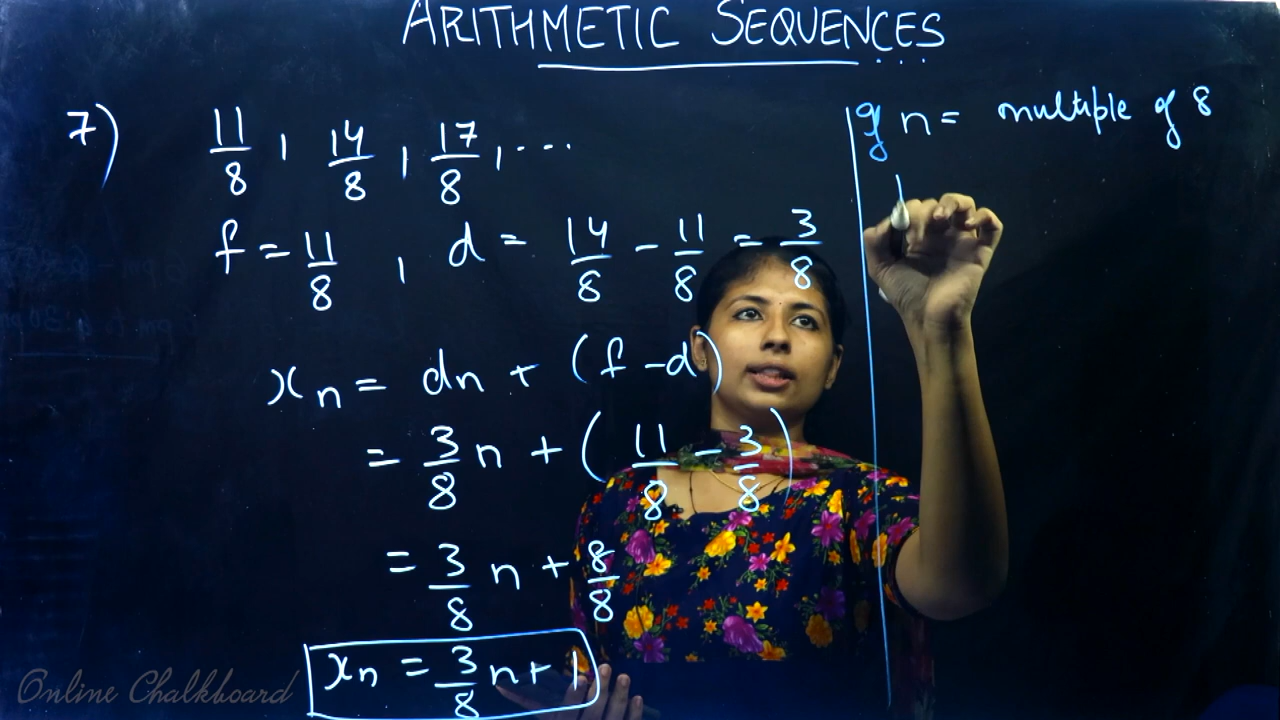 ARITHMETIC SEQUENCES
7) 11/8, 14/8, 17/8, ...
f = 11/8, d = 14/8 - 11/8 = 3/8
xn = dn + (f - d)
= 3/8 n + (11/8 - 3/8)
= 3/8 n + 8/8
xn = 3/8 n + 1
If n = multiple of 8
Online Chalkboard